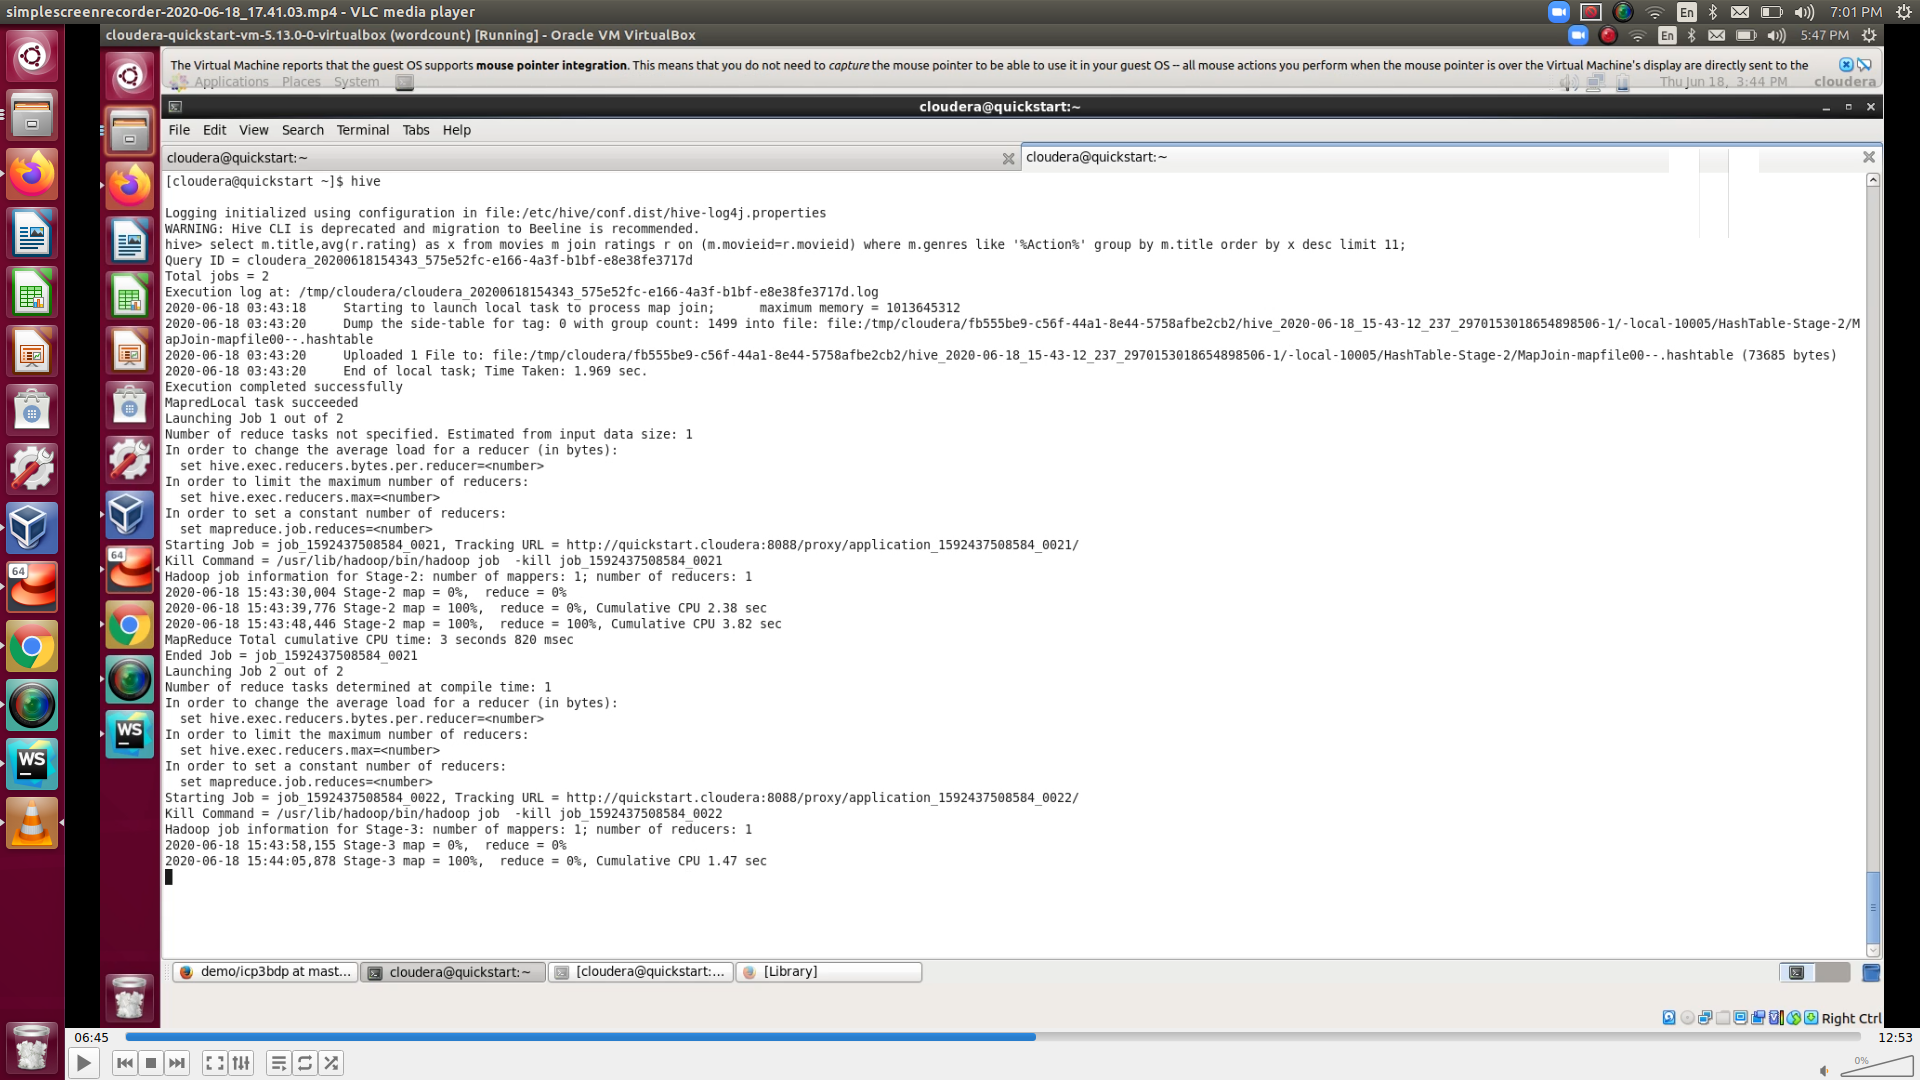 simplescreenrecorder-2020-06-18_17.41.03.mp4 - VLC media player
En
7:01 PM
cloudera-quickstart-vm-5.13.0-0-virtualbox (wordcount) [Running] - Oracle VM VirtualBox
En
5:47 PM
The Virtual Machine reports that the guest OS supports mouse pointer integration. This means that you do not need to capture the mouse pointer to be able to use it in your guest OS -- all mouse actions you perform when the mouse pointer is over the Virtual Machine's display are directly sent to the
Applications Places System
Thu Jun 18, 3:44 PM cloudera
cloudera@quickstart:~
File Edit View Search Terminal Tabs Help
cloudera@quickstart:~
cloudera@quickstart:~
[cloudera@quickstart ~]$ hive
Logging initialized using configuration in file:/etc/hive/conf.dist/hive-log4j.properties
WARNING: Hive CLI is deprecated and migration to Beeline is recommended.
hive> select m.title,avg(r.rating) as x from movies m join ratings r on (m.movieid=r.movieid) where m.genres like '%Action%' group by m.title order by x desc limit 11;
Query ID = cloudera_20200618154343_575e52fc-e166-4a3f-b1bf-e8e38fe3717d
Total jobs = 2
Execution log at: /tmp/cloudera/cloudera_20200618154343_575e52fc-e166-4a3f-b1bf-e8e38fe3717d.log
2020-06-18 03:43:18     Starting to launch local task to process map join;      maximum memory = 1013645312
2020-06-18 03:43:20     Dump the side-table for tag: 0 with group count: 1499 into file: file:/tmp/cloudera/fb555be9-c56f-44a1-8e44-5758afbe2cb2/hive_2020-06-18_15-43-12_237_2970153018654898506-1/-local-10005/HashTable-Stage-2/M
apJoin-mapfile00--.hashtable
2020-06-18 03:43:20     Uploaded 1 File to: file:/tmp/cloudera/fb555be9-c56f-44a1-8e44-5758afbe2cb2/hive_2020-06-18_15-43-12_237_2970153018654898506-1/-local-10005/HashTable-Stage-2/MapJoin-mapfile00--.hashtable (73685 bytes)
2020-06-18 03:43:20     End of local task; Time Taken: 1.969 sec.
Execution completed successfully
MapredLocal task succeeded
Launching Job 1 out of 2
Number of reduce tasks not specified. Estimated from input data size: 1
In order to change the average load for a reducer (in bytes):
  set hive.exec.reducers.bytes.per.reducer=<number>
In order to limit the maximum number of reducers:
  set hive.exec.reducers.max=<number>
In order to set a constant number of reducers:
  set mapreduce.job.reduces=<number>
Starting Job = job_1592437508584_0021, Tracking URL = http://quickstart.cloudera:8088/proxy/application_1592437508584_0021/
Kill Command = /usr/lib/hadoop/bin/hadoop job  -kill job_1592437508584_0021
Hadoop job information for Stage-2: number of mappers: 1; number of reducers: 1
2020-06-18 15:43:30,004 Stage-2 map = 0%,  reduce = 0%
2020-06-18 15:43:39,776 Stage-2 map = 100%,  reduce = 0%, Cumulative CPU 2.38 sec
2020-06-18 15:43:48,446 Stage-2 map = 100%,  reduce = 100%, Cumulative CPU 3.82 sec
MapReduce Total cumulative CPU time: 3 seconds 820 msec
Ended Job = job_1592437508584_0021
Launching Job 2 out of 2
Number of reduce tasks determined at compile time: 1
In order to change the average load for a reducer (in bytes):
  set hive.exec.reducers.bytes.per.reducer=<number>
In order to limit the maximum number of reducers:
  set hive.exec.reducers.max=<number>
In order to set a constant number of reducers:
  set mapreduce.job.reduces=<number>
Starting Job = job_1592437508584_0022, Tracking URL = http://quickstart.cloudera:8088/proxy/application_1592437508584_0022/
Kill Command = /usr/lib/hadoop/bin/hadoop job  -kill job_1592437508584_0022
Hadoop job information for Stage-3: number of mappers: 1; number of reducers: 1
2020-06-18 15:43:58,155 Stage-3 map = 0%,  reduce = 0%
2020-06-18 15:44:05,878 Stage-3 map = 100%,  reduce = 0%, Cumulative CPU 1.47 sec
64
64
WS
WS
demo/icp3bdp at mast...
cloudera@quickstart:~
[cloudera@quickstart:...
[Library]
Right Ctrl
06:45
12:53
0%